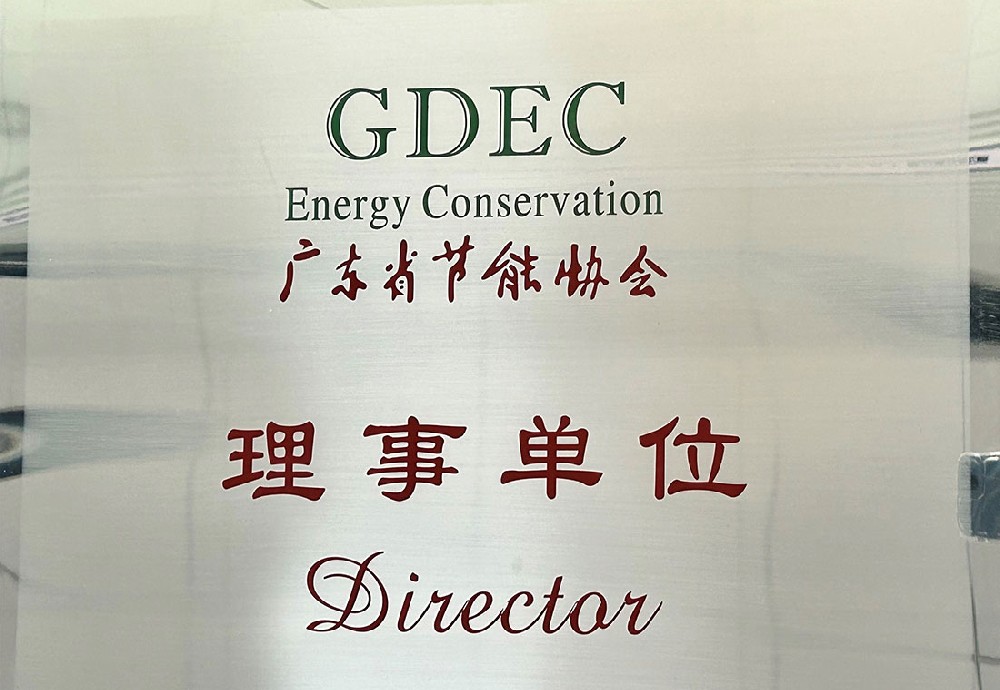 GDEC
Energy Conservation
广东省节能协会
理事单位
Director